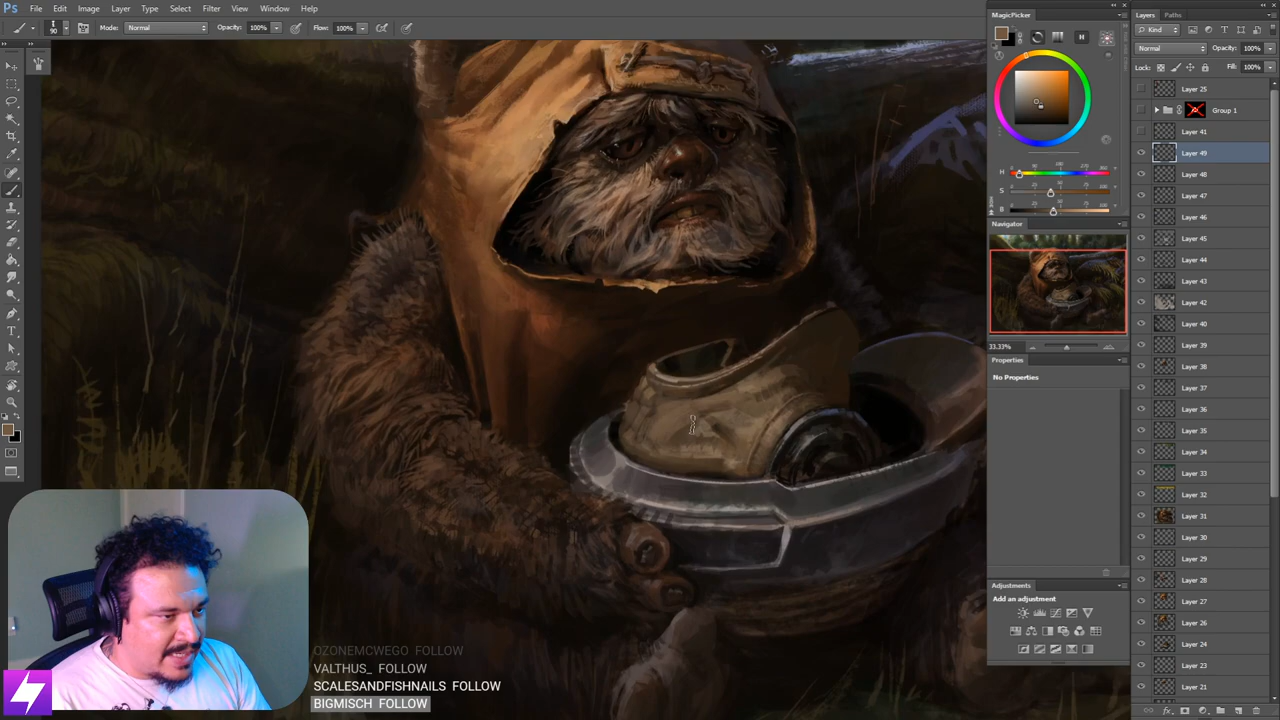 Ps File Edit Image Layer Type Select Filter View Window Help
90 Mode: Normal Opacity: 100% Flow: 100%
MagicPicker
H
H
S
B
Navigator
33.33%
Properties
No Properties
Adjustments
Add an adjustment
Layers Paths
Kind
Normal Opacity: 100%
Lock: Fill: 100%
Layer 25
Group 1
Layer 41
Layer 49
Layer 48
Layer 47
Layer 46
Layer 45
Layer 44
Layer 43
Layer 42
Layer 40
Layer 39
Layer 38
Layer 37
Layer 36
Layer 35
Layer 34
Layer 33
Layer 32
Layer 31
Layer 30
Layer 29
Layer 28
Layer 27
Layer 26
Layer 24
Layer 23
Layer 21
fx
OZONEMCWEGO FOLLOW
VALTHUS_ FOLLOW
SCALESANDFISHNAILS FOLLOW
BIGMISCH FOLLOW